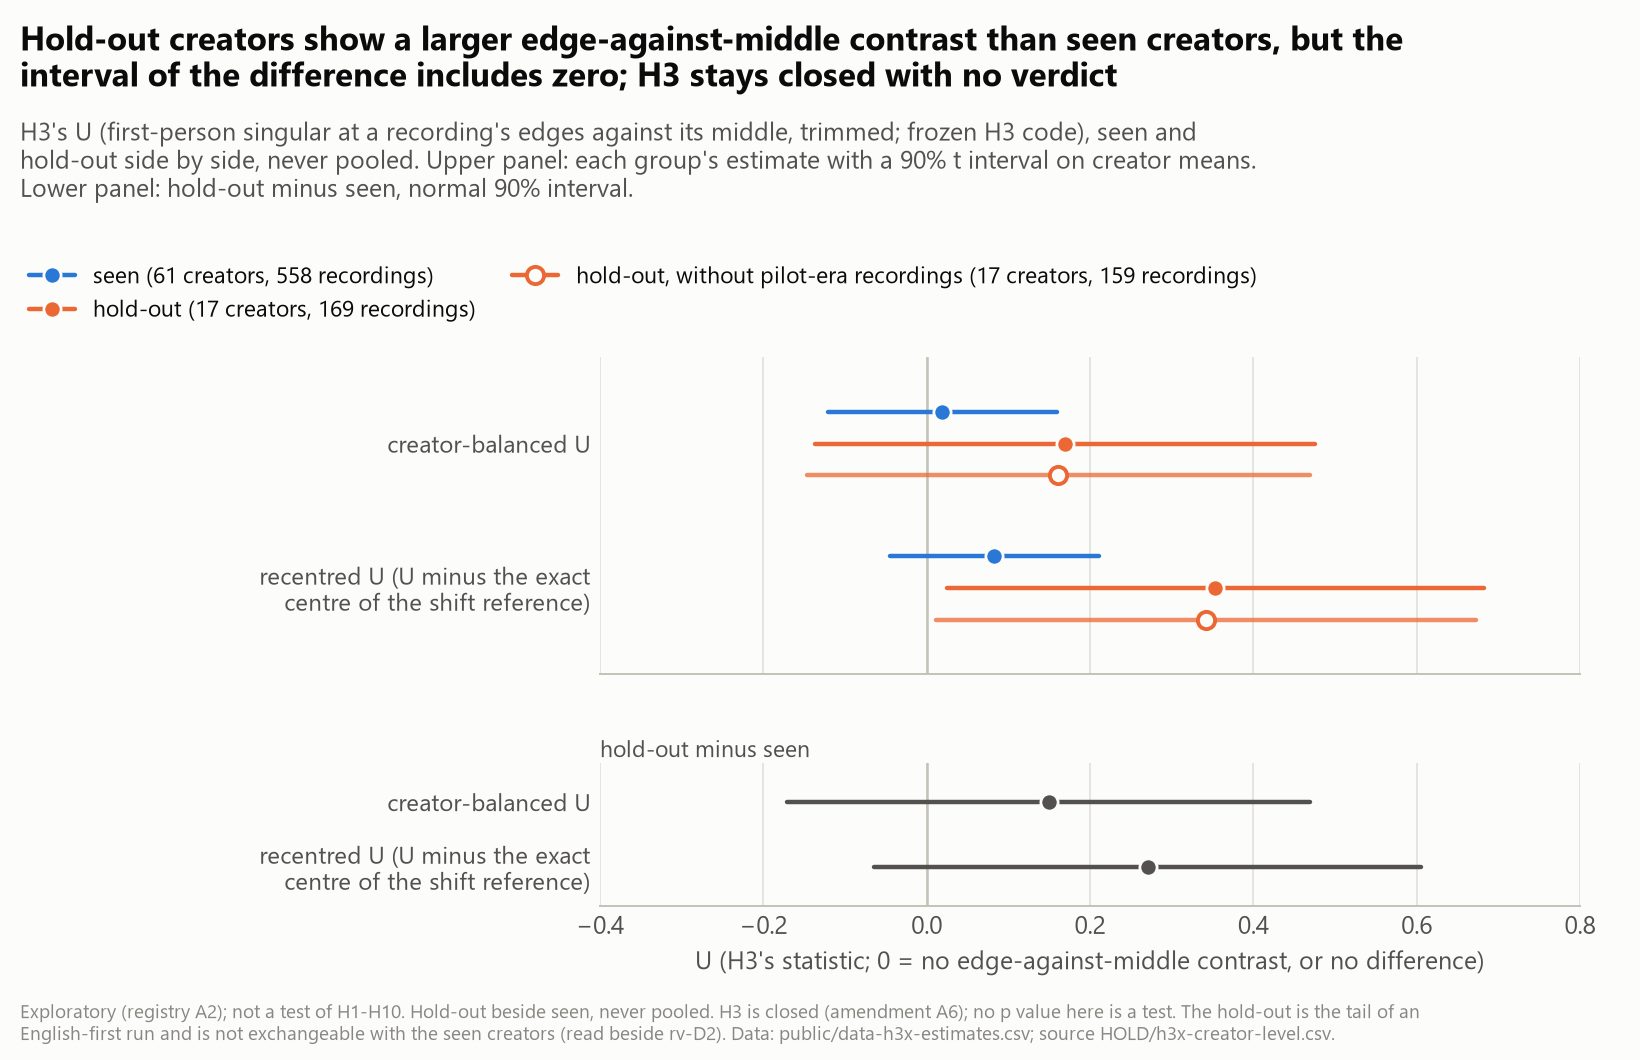 Hold-out creators show a larger edge-against-middle contrast than seen creators, but the
interval of the difference includes zero; H3 stays closed with no verdict
H3's U (first-person singular at a recording's edges against its middle, trimmed; frozen H3 code), seen and
hold-out side by side, never pooled. Upper panel: each group's estimate with a 90% t interval on creator means.
Lower panel: hold-out minus seen, normal 90% interval.
seen (61 creators, 558 recordings)
hold-out (17 creators, 169 recordings)
hold-out, without pilot-era recordings (17 creators, 159 recordings)
creator-balanced U
recentred U (U minus the exact
centre of the shift reference)
hold-out minus seen
creator-balanced U
recentred U (U minus the exact
centre of the shift reference)
−0.4 −0.2 0.0 0.2 0.4 0.6 0.8
U (H3's statistic; 0 = no edge-against-middle contrast, or no difference)
Exploratory (registry A2); not a test of H1-H10. Hold-out beside seen, never pooled. H3 is closed (amendment A6); no p value here is a test. The hold-out is the tail of an
English-first run and is not exchangeable with the seen creators (read beside rv-D2). Data: public/data-h3x-estimates.csv; source HOLD/h3x-creator-level.csv.